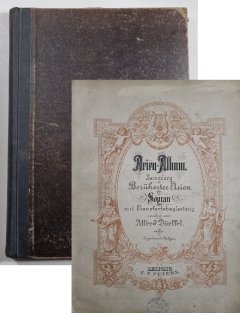 Arien-Album.
Sammlung
Berühmter Arien
für
Sopran
mit Pianofortebegleitung
Alfred Dörffel.
LEIPZIG
C.F. PETERS.